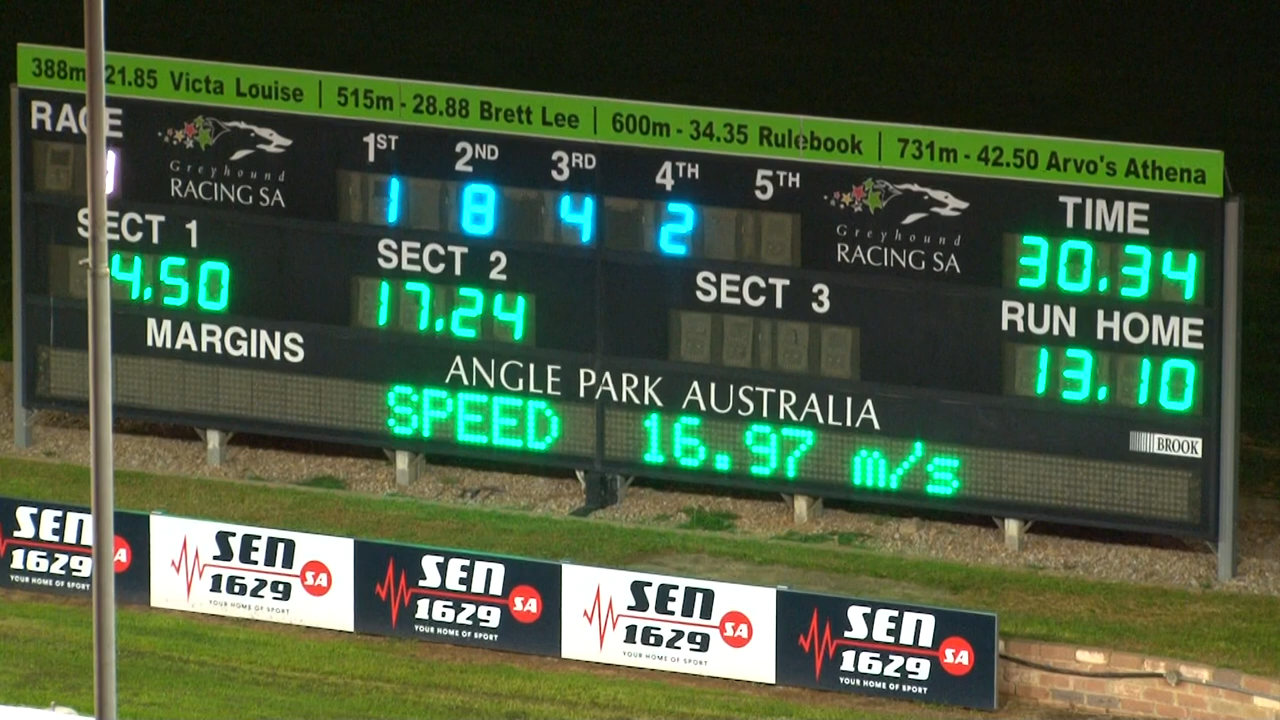 388m 21.85 Victa Louise | 515m - 28.88 Brett Lee | 600m - 34.35 Rulebook | 731m - 42.50 Arvo's Athena
RACE
Greyhound
RACING SA
1ST 2ND 3RD 4TH 5TH
1 8 4 2
Greyhound
RACING SA
TIME
30.34
SECT 1
4.50
SECT 2
17.24
SECT 3
RUN HOME
13.10
MARGINS
ANGLE PARK AUSTRALIA
SPEED 16.97 m/s
BROOK
SEN
1629
YOUR HOME OF SPORT
SEN
1629 SA
YOUR HOME OF SPORT
SEN
1629 SA
YOUR HOME OF SPORT
SEN
1629 SA
YOUR HOME OF SPORT
SEN
1629 SA
YOUR HOME OF SPORT